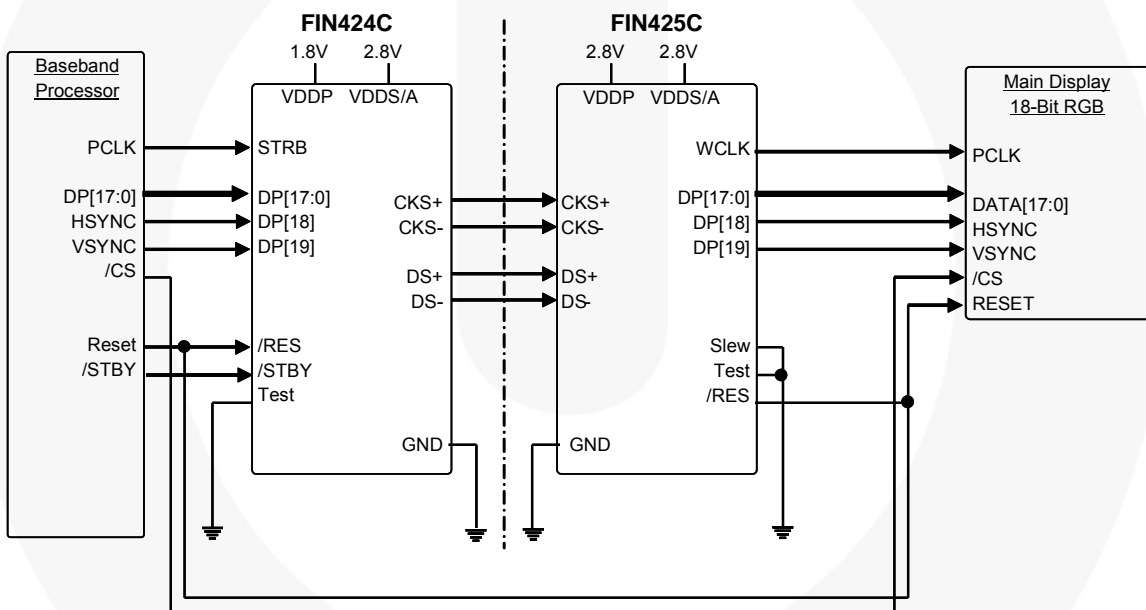 FIN424C
FIN425C
1.8V 2.8V
2.8V 2.8V
Baseband
Processor
PCLK
DP[17:0]
HSYNC
VSYNC
/CS
Reset
/STBY
VDDP VDDS/A
STRB
DP[17:0]
DP[18]
DP[19]
CKS+
CKS-
DS+
DS-
/RES
/STBY
Test
GND
VDDP VDDS/A
CKS+
CKS-
DS+
DS-
WCLK
DP[17:0]
DP[18]
DP[19]
Slew
Test
/RES
GND
Main Display
18-Bit RGB
PCLK
DATA[17:0]
HSYNC
VSYNC
/CS
RESET